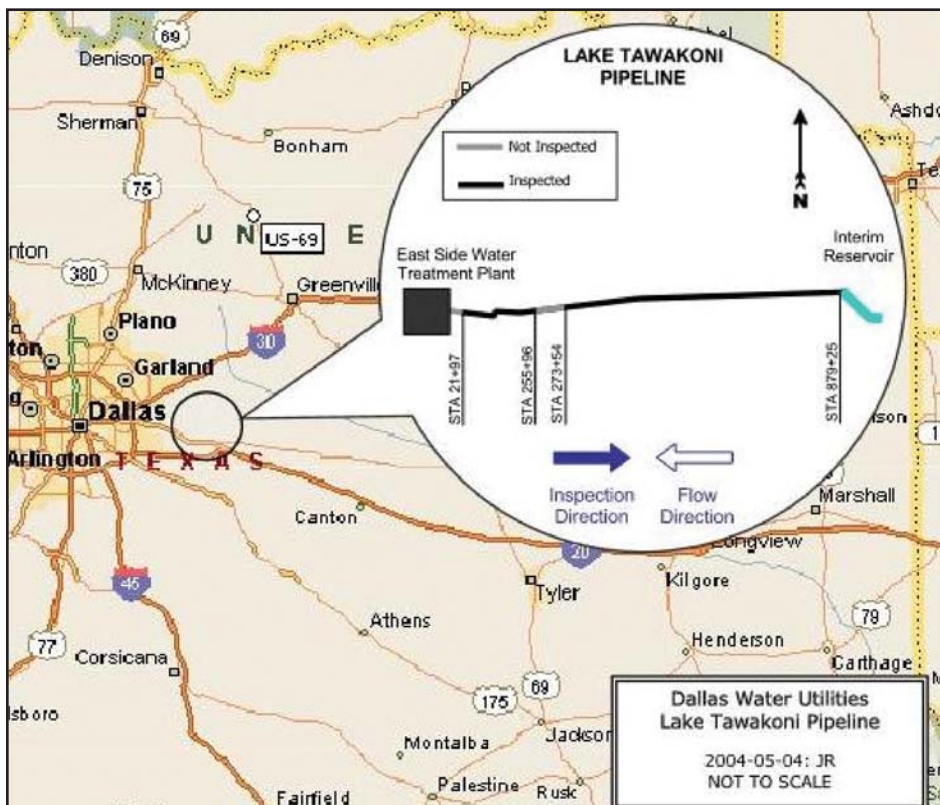 69
Denison
Sherman
Bonham
75
UN
E
US-69
380
McKinney
Greenvill
Plano
30
Garland
Dallas
Arlington
TEXAS
Canton
20
45
Tyler
Longview
Kilgore
Marshall
79
Athens
77
Corsicana
Henderson
Carthage
175
69
Jackson
Montalba
Palestine
Rusk
Fairfield
LAKE TAWAKONI
PIPELINE
Not Inspected
Inspected
N
East Side Water
Treatment Plant
Interim
Reservoir
STA 21+97
STA 255+96
STA 273+54
STA 879+25
Inspection
Direction
Flow
Direction
Dallas Water Utilities
Lake Tawakoni Pipeline
2004-05-04: JR
NOT TO SCALE